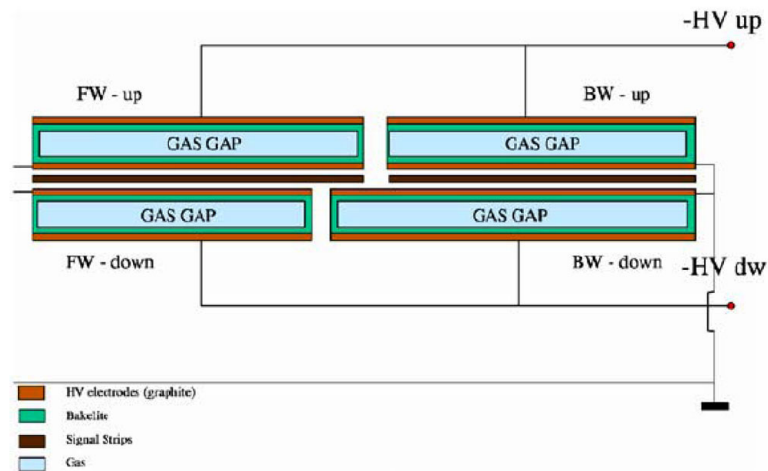 -HV up
FW - up
BW - up
GAS GAP
GAS GAP
GAS GAP
GAS GAP
FW - down
BW - down
-HV dw
HV electrodes (graphite)
Bakelite
Signal Strips
Gas